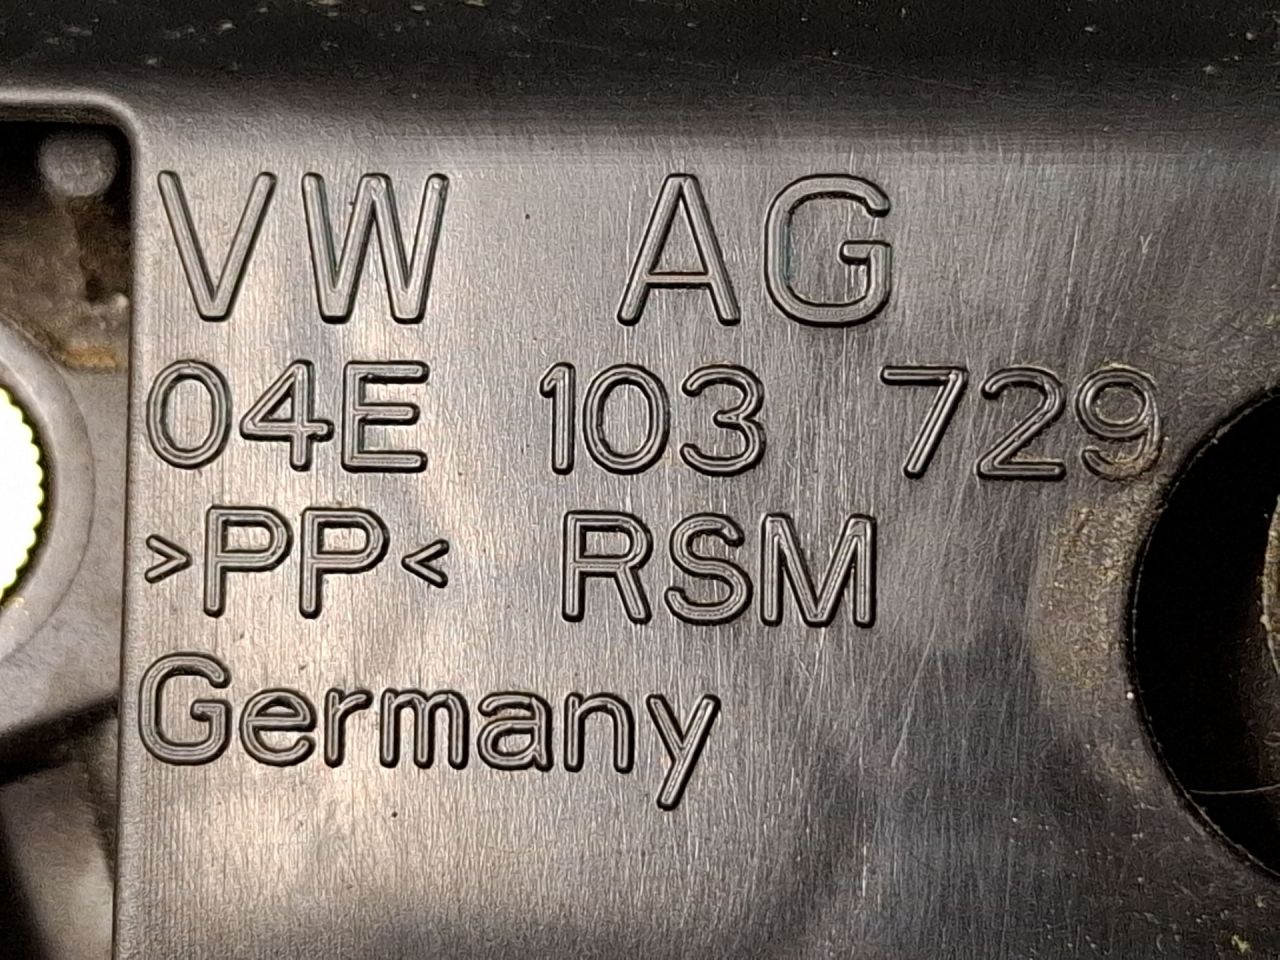 VW AG
04E 103 729
>PP< RSM
Germany